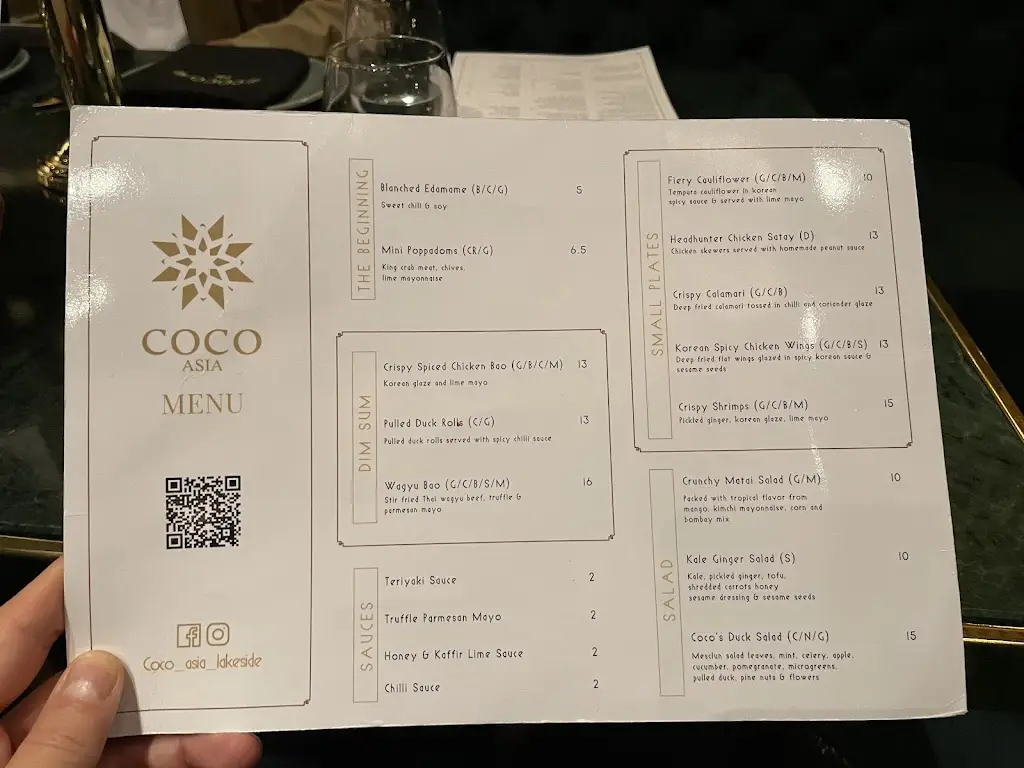 COCO
ASIA
MENU
Coco_asia_lakeside
THE BEGINNING
Blanched Edamame (B/C/G) 5
Sweet chill & soy
Mini Poppadoms (CR/G) 6.5
King crab meat, chives,
lime mayonnaise
DIM SUM
Crispy Spiced Chicken Bao (G/B/C/M) 13
Korean glaze and lime mayo
Pulled Duck Rolls (C/G) 13
Pulled duck rolls served with spicy chilli sauce
Wagyu Bao (G/C/B/S/M) 16
Stir fried Thai wagyu beef, truffle &
parmesan mayo
SAUCES
Teriyaki Sauce 2
Truffle Parmesan Mayo 2
Honey & Kaffir Lime Sauce 2
Chilli Sauce 2
SMALL PLATES
Fiery Cauliflower (G/C/B/M) 10
Tempura cauliflower in korean
spicy sauce & served with lime mayo
Headhunter Chicken Satay (D) 13
Chicken skewers served with homemade peanut sauce
Crispy Calamari (G/C/B) 13
Deep fried calamari tossed in chilli and coriander glaze
Korean Spicy Chicken Wings (G/C/B/S) 13
Deep fried flat wings glazed in spicy korean sauce &
sesame seeds
Crispy Shrimps (G/C/B/M) 15
Pickled ginger, korean glaze, lime mayo
SALAD
Crunchy Matai Salad (G/M) 10
Packed with tropical flavor from
mango, kimchi mayonnaise, corn and
bombay mix
Kale Ginger Salad (S) 10
Kale, pickled ginger, tofu,
shredded carrots honey
sesame dressing & sesame seeds
Coco's Duck Salad (C/N/G) 15
Mesclun salad leaves, mint, celery, apple,
cucumber, pomegranate, microgreens,
pulled duck, pine nuts & flowers